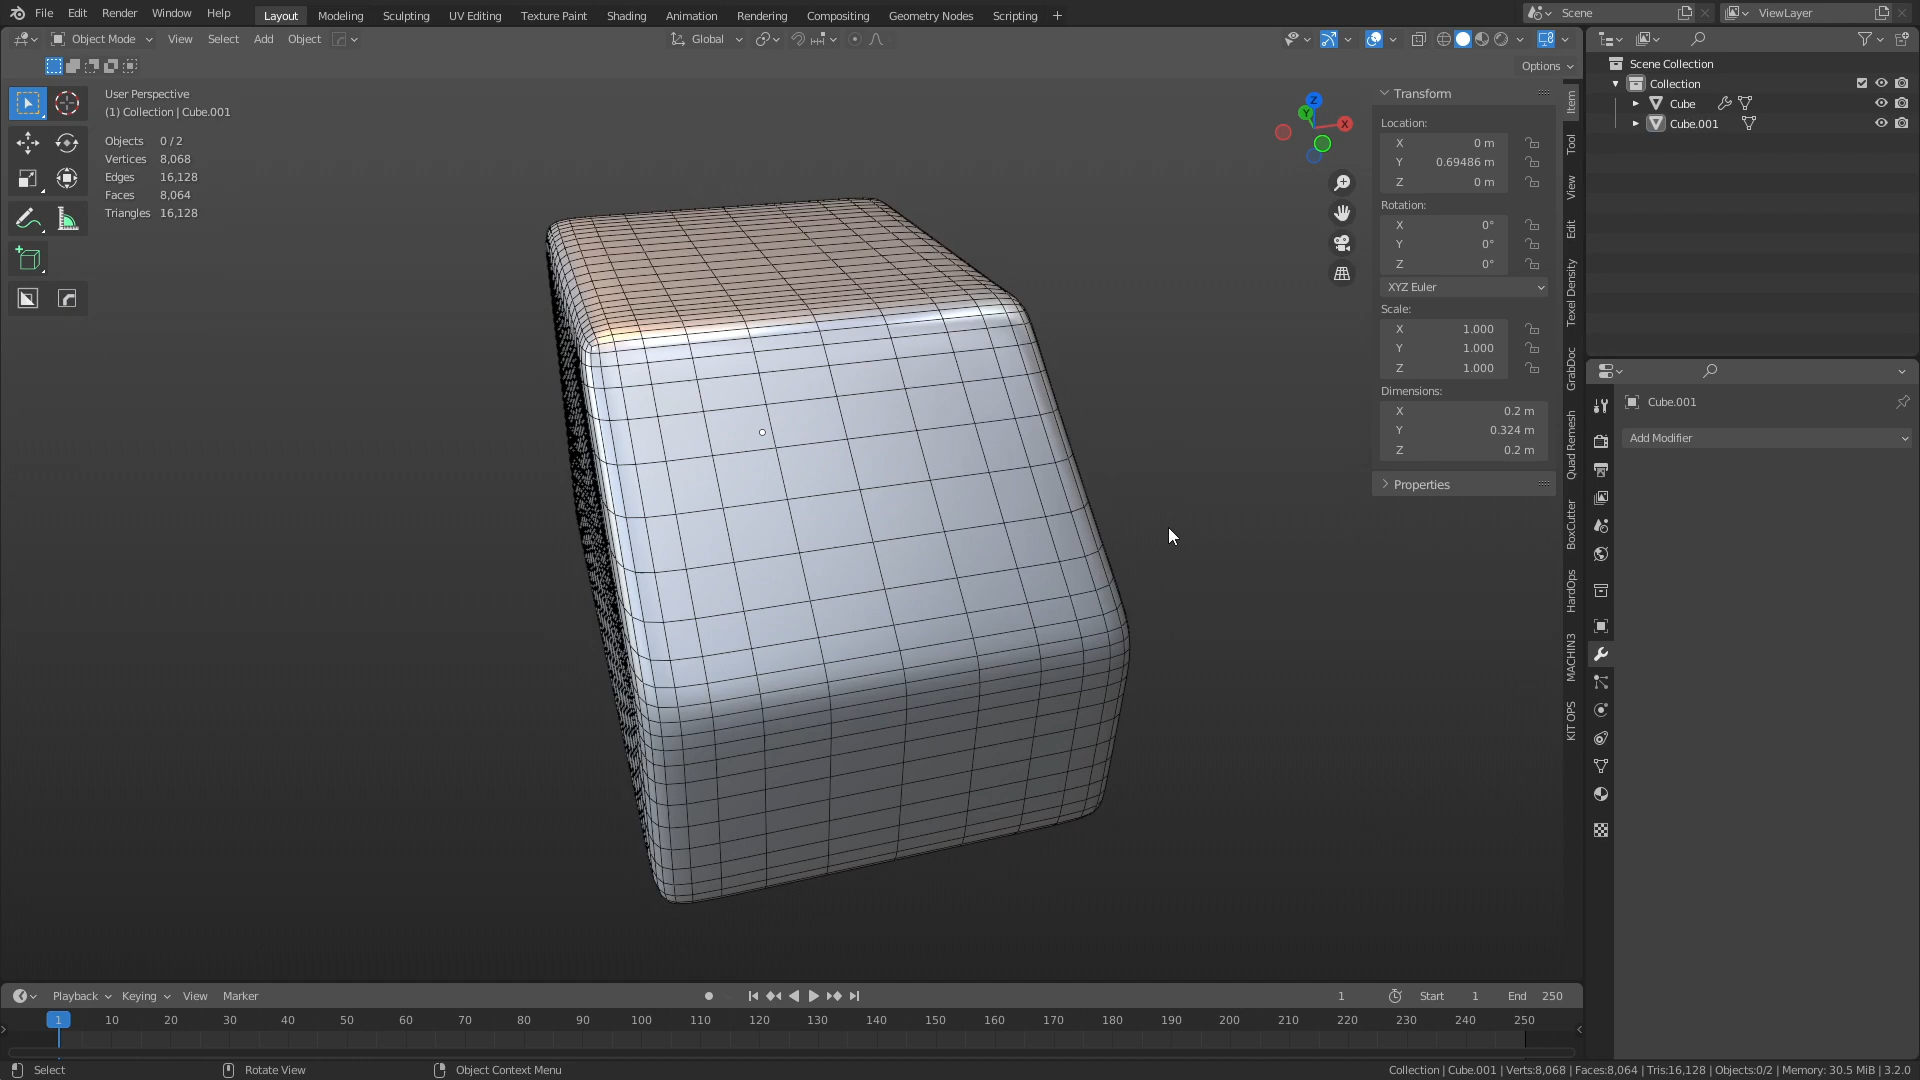 File Edit Render Window Help Layout Modeling Sculpting UV Editing Texture Paint Shading Animation Rendering Compositing Geometry Nodes Scripting + Scene ViewLayer
Object Mode View Select Add Object Global
Options
User Perspective
(1) Collection | Cube.001
Objects 0 / 2
Vertices 8,068
Edges 16,128
Faces 8,064
Triangles 16,128
Z
Y
X
Transform
Location:
X 0 m
Y 0.69486 m
Z 0 m
Rotation:
X 0°
Y 0°
Z 0°
XYZ Euler
Scale:
X 1.000
Y 1.000
Z 1.000
Dimensions:
X 0.2 m
Y 0.324 m
Z 0.2 m
Properties
Item
Tool
View
Edit
Texel Density
GrabDoc
Quad Remesh
BoxCutter
HardOps
MACHIN3
KIT OPS
Scene Collection
Collection
Cube
Cube.001
Cube.001
Add Modifier
Playback Keying View Marker 1 Start 1 End 250
1 10 20 30 40 50 60 70 80 90 100 110 120 130 140 150 160 170 180 190 200 210 220 230 240 250
Select Rotate View Object Context Menu Collection | Cube.001 | Verts:8,068 | Faces:8,064 | Tris:16,128 | Objects:0/2 | Memory: 30.5 MiB | 3.2.0